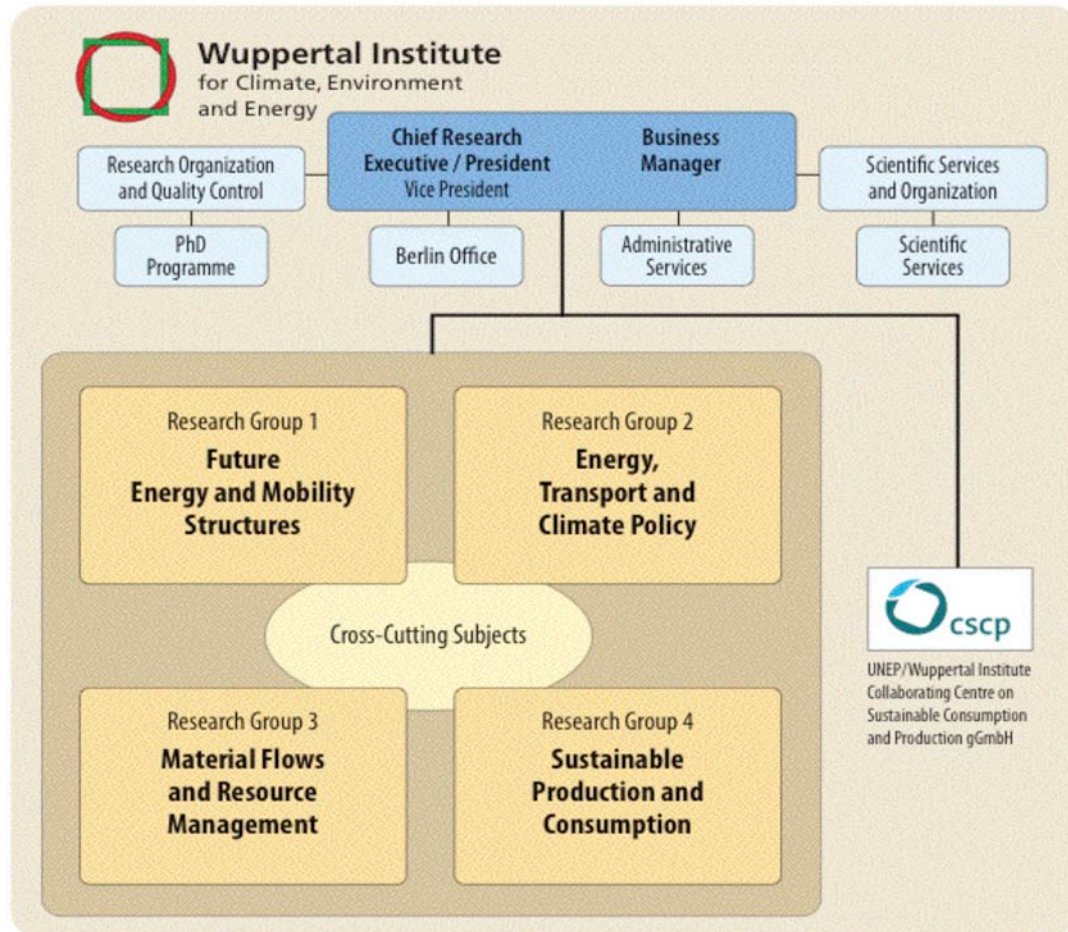 Wuppertal Institute
for Climate, Environment
and Energy
Chief Research
Executive / President
Vice President
Business
Manager
Research Organization
and Quality Control
Scientific Services
and Organization
PhD
Programme
Berlin Office
Administrative
Services
Scientific
Services
Research Group 1
Future
Energy and Mobility
Structures
Research Group 2
Energy,
Transport and
Climate Policy
Cross-Cutting Subjects
Research Group 3
Material Flows
and Resource
Management
Research Group 4
Sustainable
Production and
Consumption
cscp
UNEP/Wuppertal Institute
Collaborating Centre on
Sustainable Consumption
and Production gGmbH